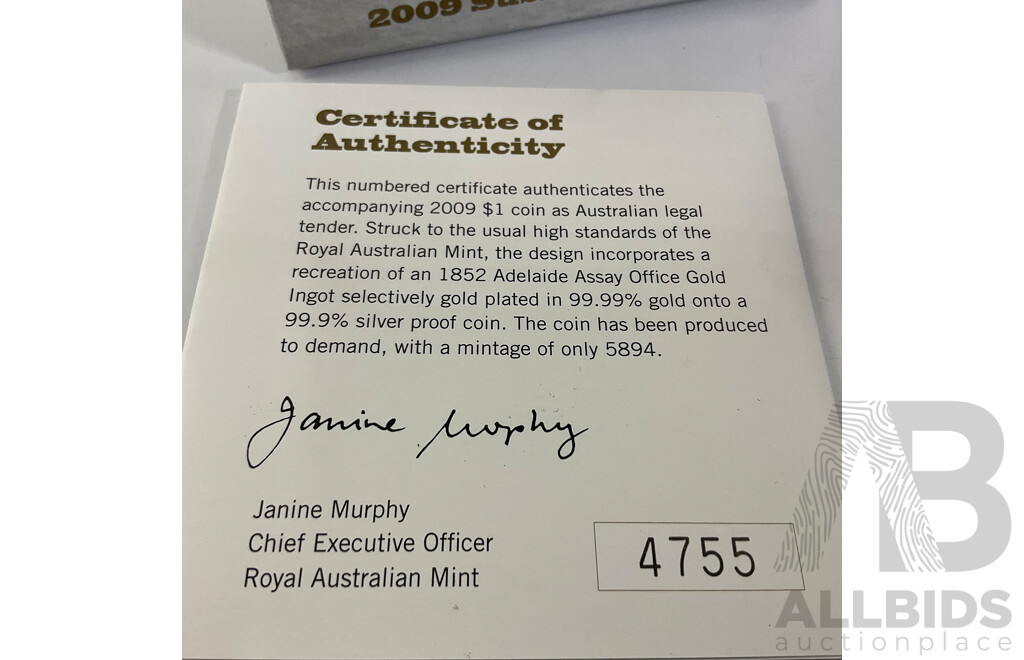 2009
Certificate of
Authenticity
This numbered certificate authenticates the
accompanying 2009 $1 coin as Australian legal
tender. Struck to the usual high standards of the
Royal Australian Mint, the design incorporates a
recreation of an 1852 Adelaide Assay Office Gold
Ingot selectively gold plated in 99.99% gold onto a
99.9% silver proof coin. The coin has been produced
to demand, with a mintage of only 5894.
Janine Murphy
Janine Murphy
Chief Executive Officer
Royal Australian Mint
4755
AB
ALLBIDS
auctionplace